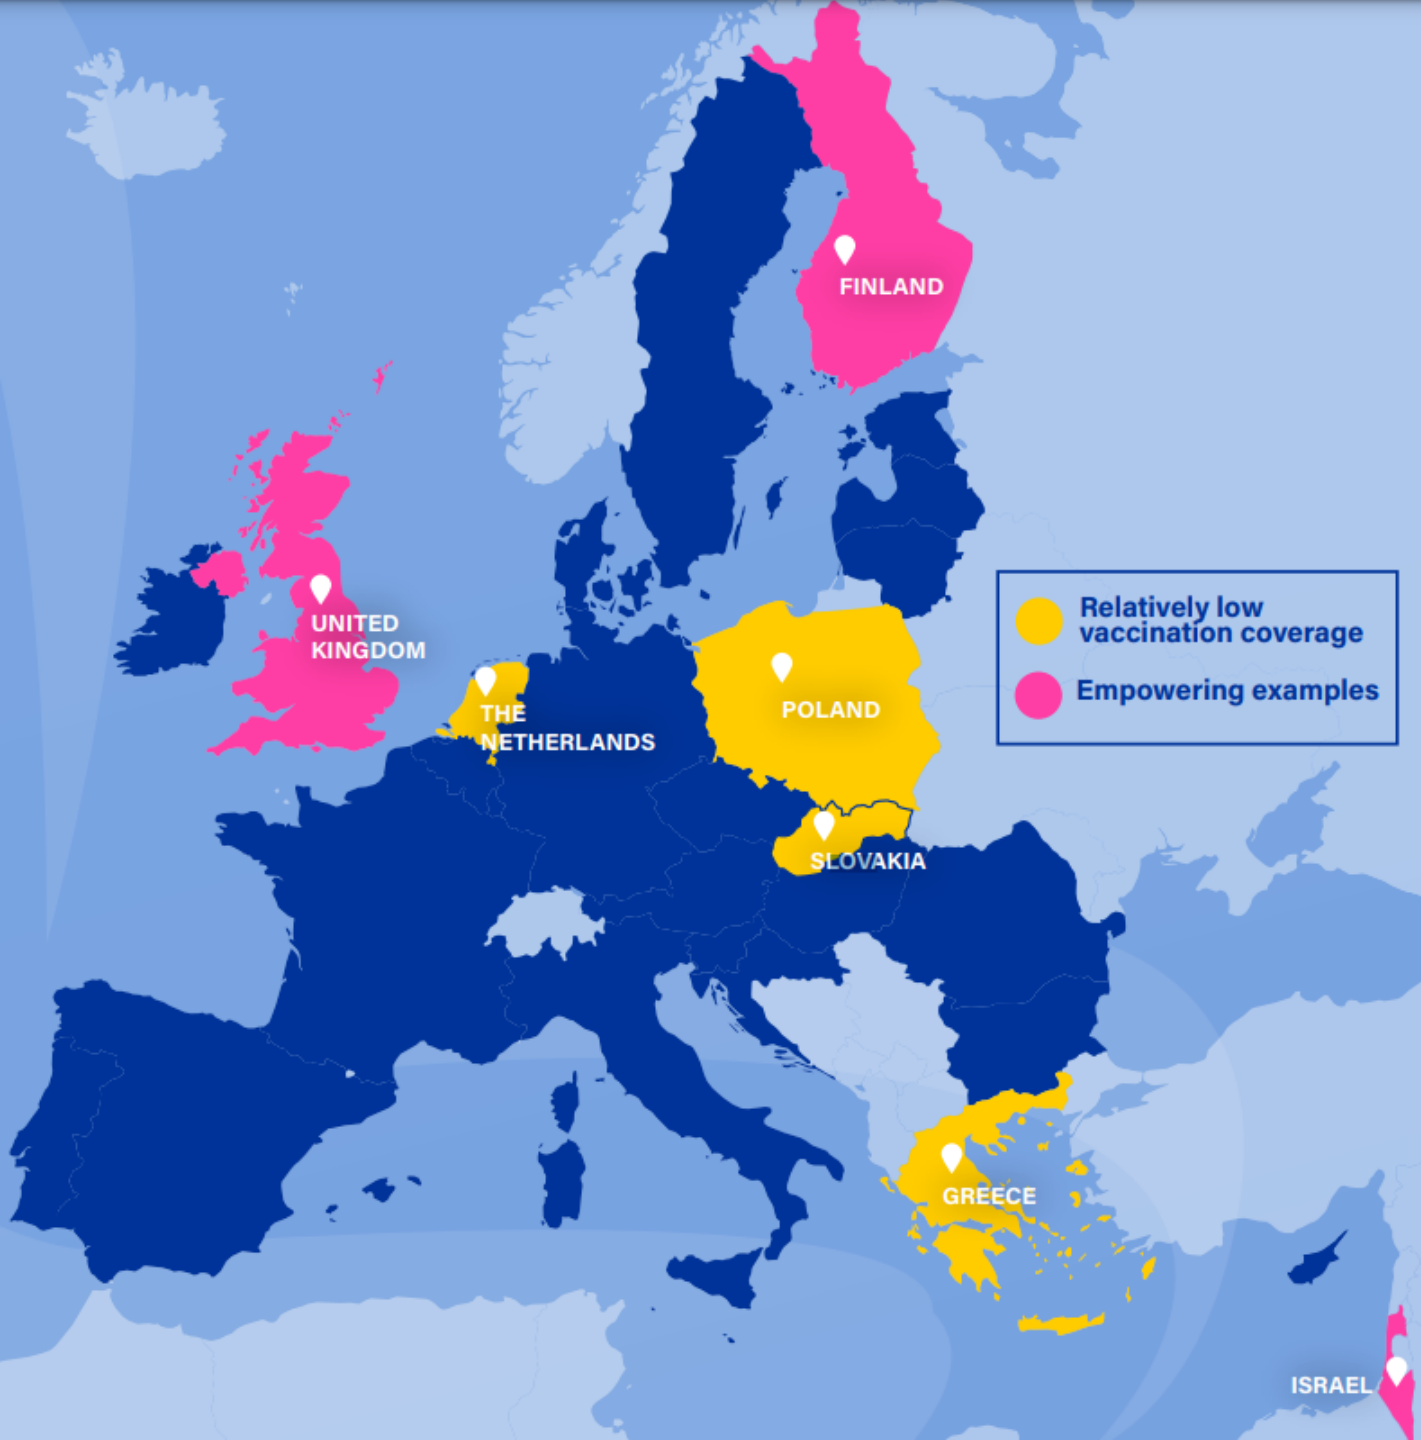 FINLAND
UNITED
KINGDOM
Relatively low
vaccination coverage
Empowering examples
THE
NETHERLANDS
POLAND
SLOVAKIA
GREECE
ISRAEL